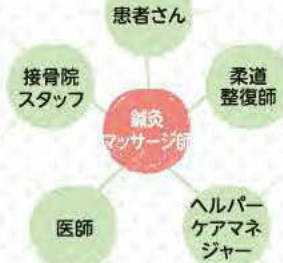 患者さん
接骨院
スタッフ
柔道
整復師
鍼灸
マッサージ師
医師
ヘルパー
ケアマネ
ジャー